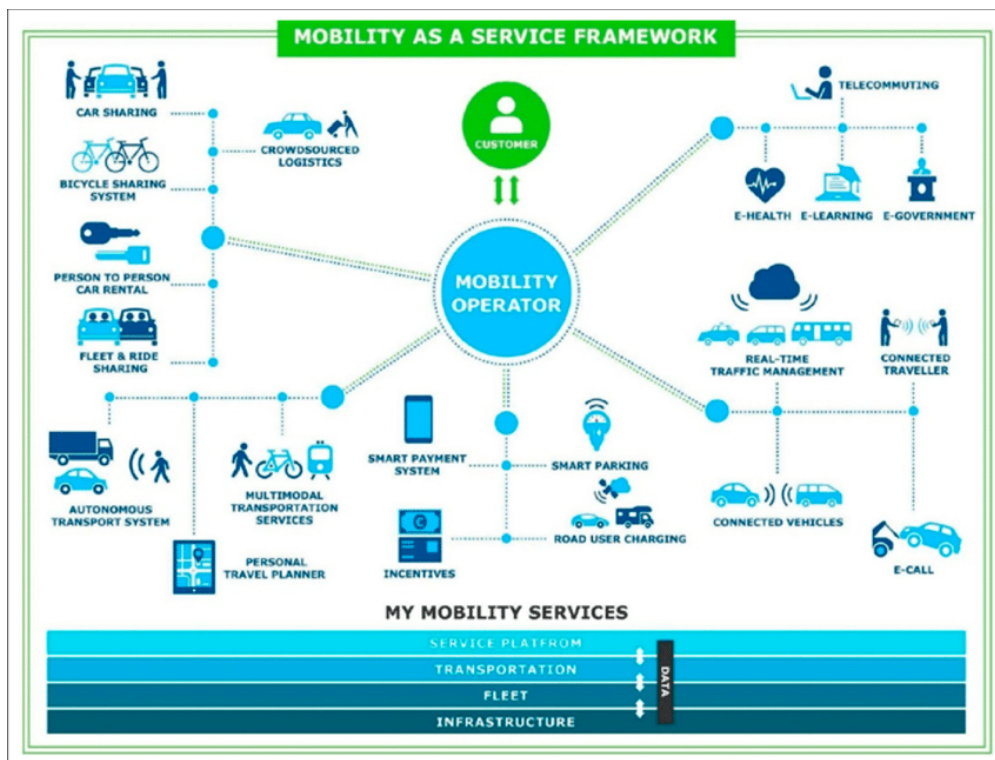 MOBILITY AS A SERVICE FRAMEWORK
CUSTOMER
MOBILITY
OPERATOR
CAR SHARING
CROWDSOURCED
LOGISTICS
BICYCLE SHARING
SYSTEM
PERSON TO PERSON
CAR RENTAL
FLEET & RIDE
SHARING
TELECOMMUTING
E-HEALTH
E-LEARNING
E-GOVERNMENT
REAL-TIME
TRAFFIC MANAGEMENT
CONNECTED
TRAVELLER
CONNECTED VEHICLES
E-CALL
AUTONOMOUS
TRANSPORT SYSTEM
MULTIMODAL
TRANSPORTATION
SERVICES
PERSONAL
TRAVEL PLANNER
SMART PAYMENT
SYSTEM
SMART PARKING
INCENTIVES
ROAD USER CHARGING
MY MOBILITY SERVICES
SERVICE PLATFROM
TRANSPORTATION
FLEET
INFRASTRUCTURE
DATA